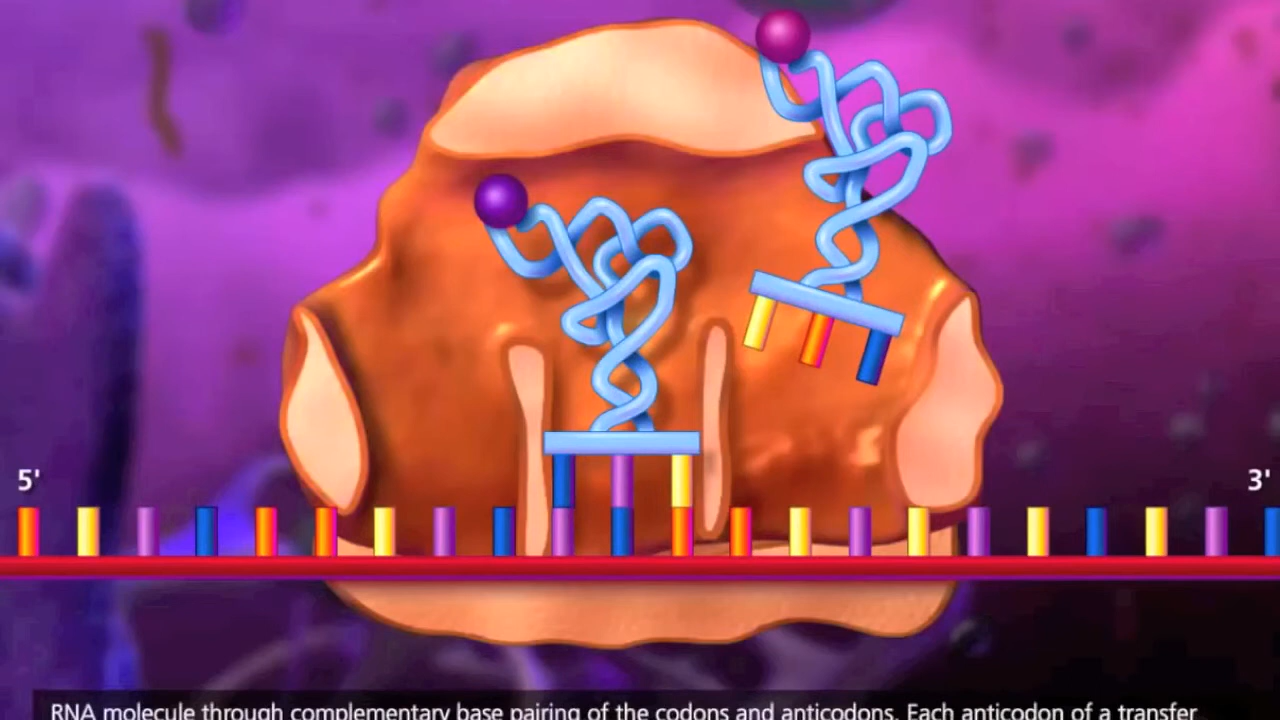 5'
3'
RNA molecule through complementary base pairing of the codons and anticodons. Each anticodon of a transfer